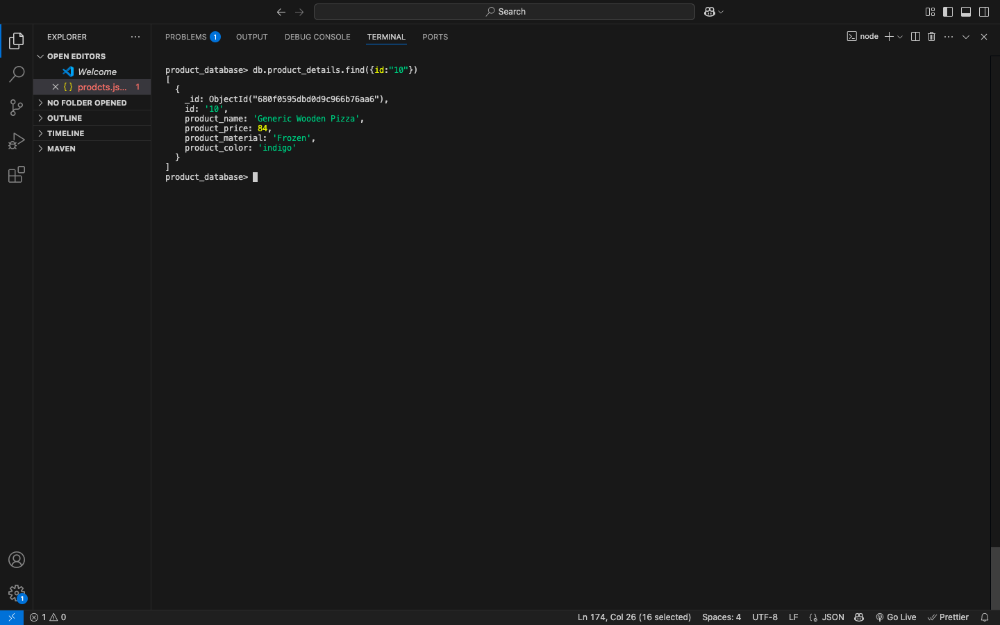 Search
EXPLORER
PROBLEMS 1 OUTPUT DEBUG CONSOLE TERMINAL PORTS
node
OPEN EDITORS
Welcome
prodcts.js... 1
NO FOLDER OPENED
OUTLINE
TIMELINE
MAVEN
product_database> db.product_details.find({id:"10"})
[
{
_id: ObjectId("680f0595dbd0d9c966b76aa6"),
id: '10',
product_name: 'Generic Wooden Pizza',
product_price: 84,
product_material: 'Frozen',
product_color: 'indigo'
}
]
product_database>
1
1 0
Ln 174, Col 26 (16 selected) Spaces: 4 UTF-8 LF JSON Go Live Prettier